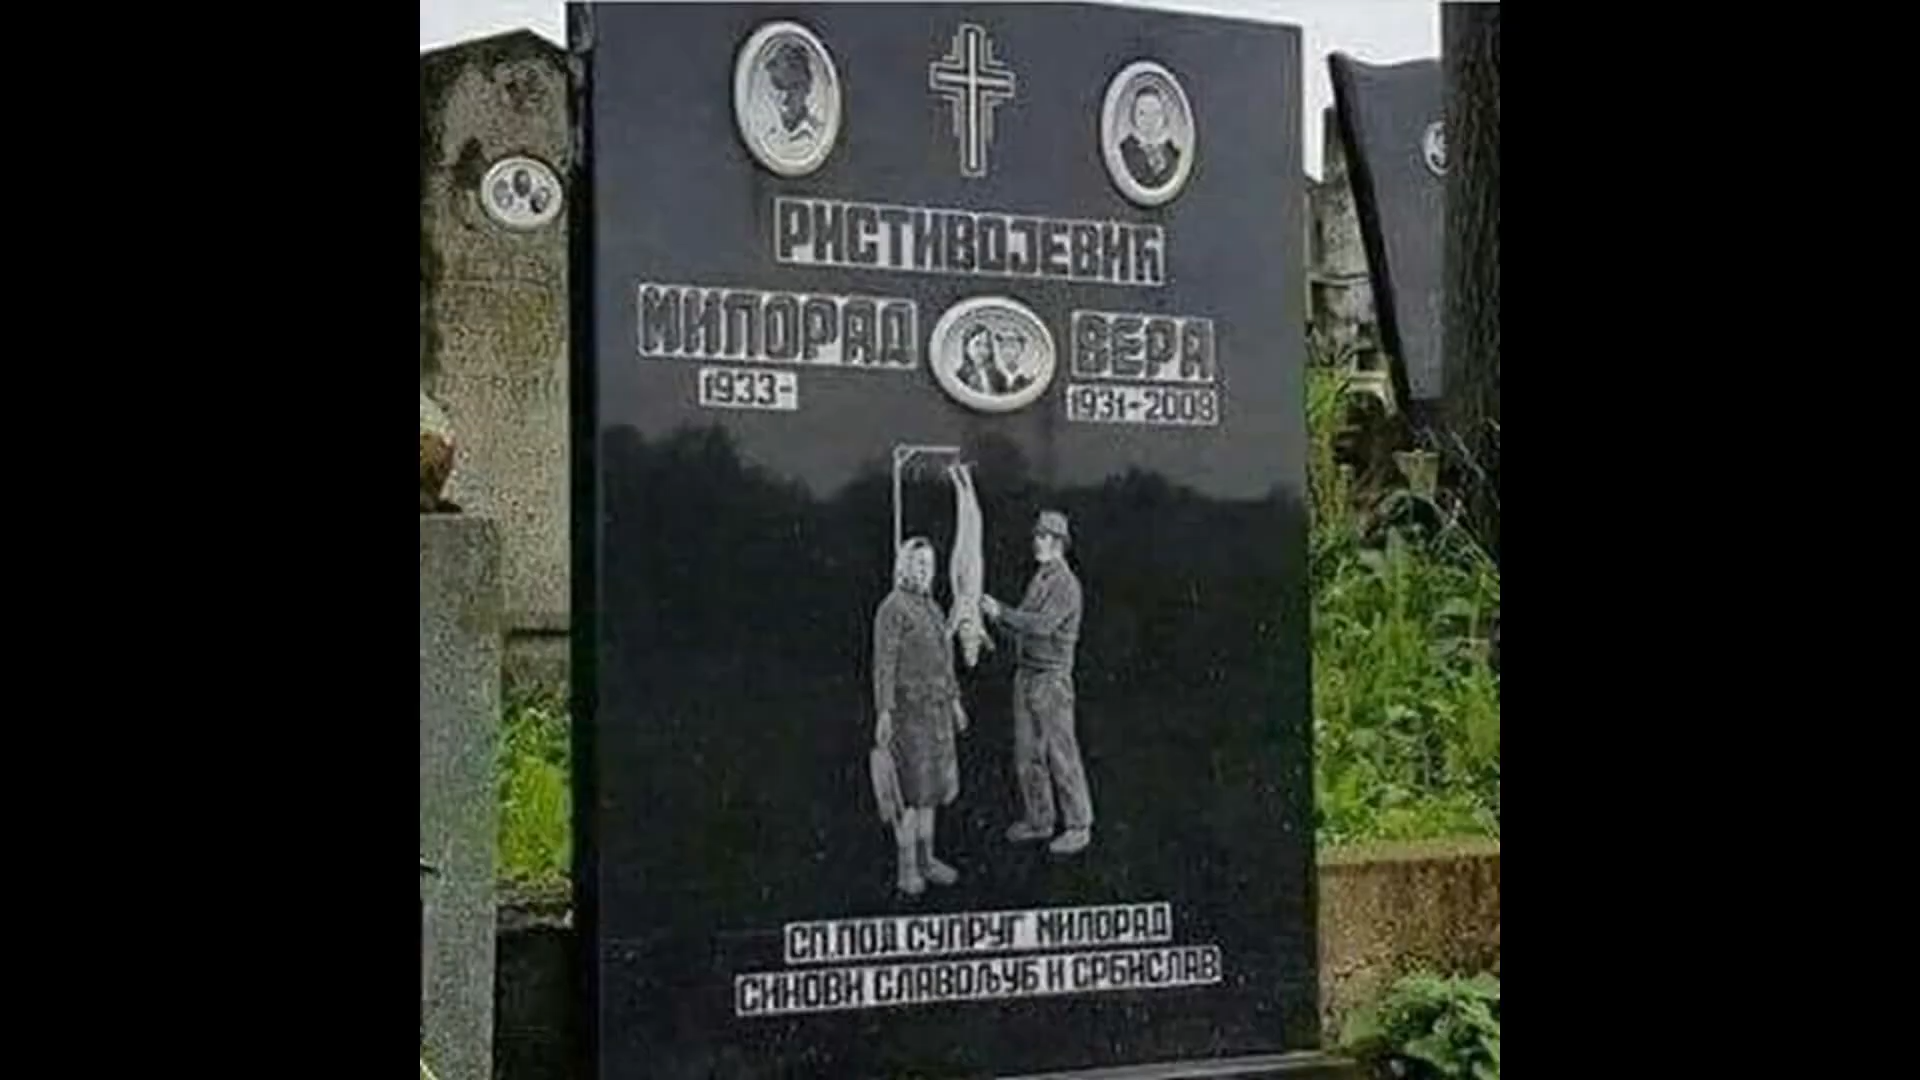 РИСТИВОЈЕВИЋ
МИЛОРАД ВЕРА
1933- 1931-2009
СП.ПОД СУПРУГ МИЛОРАД
СИНОВИ СЛАВОЉУБ И СРБИСЛАВ